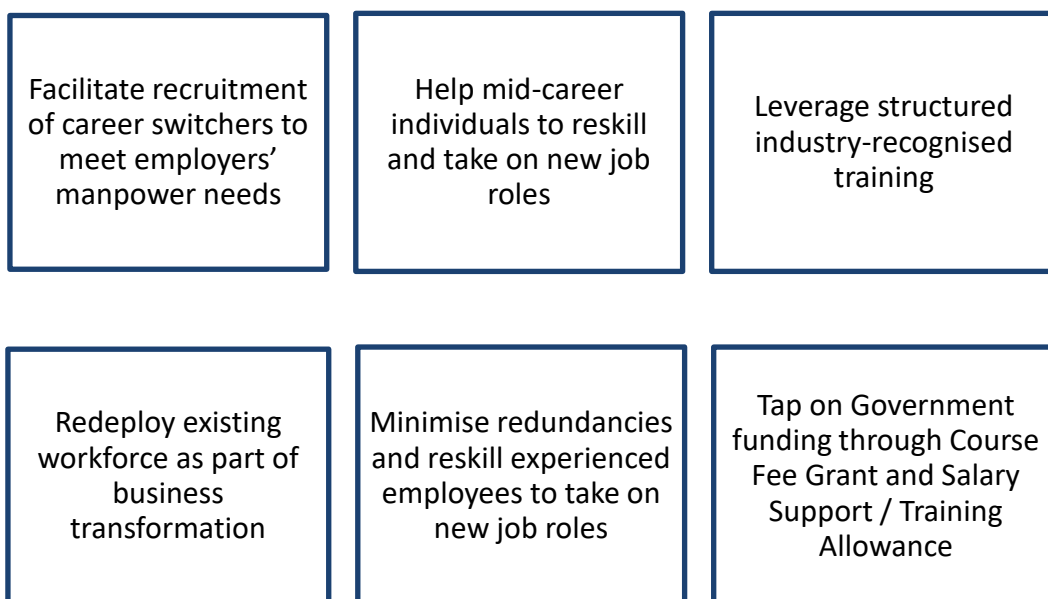 Facilitate recruitment
of career switchers to
meet employers’
manpower needs
Help mid-career
individuals to reskill
and take on new job
roles
Leverage structured
industry-recognised
training
Redeploy existing
workforce as part of
business
transformation
Minimise redundancies
and reskill experienced
employees to take on
new job roles
Tap on Government
funding through Course
Fee Grant and Salary
Support / Training
Allowance